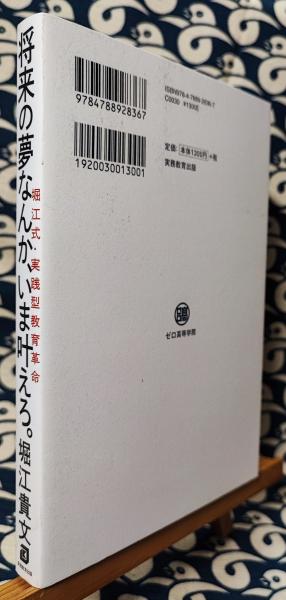 将来の夢なんか、いま叶えろ。
堀江式・実践型教育革命
堀江貴文
9784788928367
1920030013001
ISBN978-4-7889-2836-7
C0030 ¥1300E
定価:本体1300円+税
実務教育出版
ゼロ高等学院